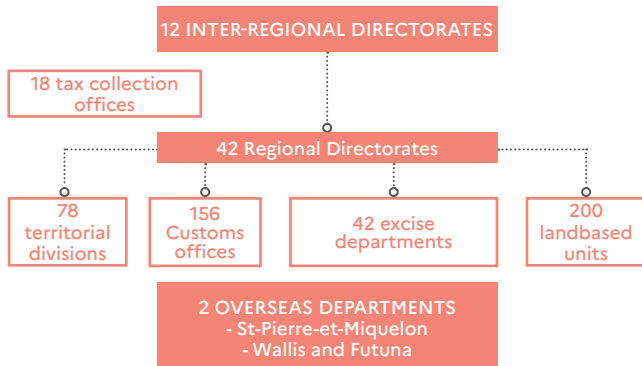 12 INTER-REGIONAL DIRECTORATES
18 tax collection
offices
42 Regional Directorates
78
territorial
divisions
156
Customs
offices
42 excise
departments
200
landbased
units
2 OVERSEAS DEPARTMENTS
- St-Pierre-et-Miquelon
- Wallis and Futuna